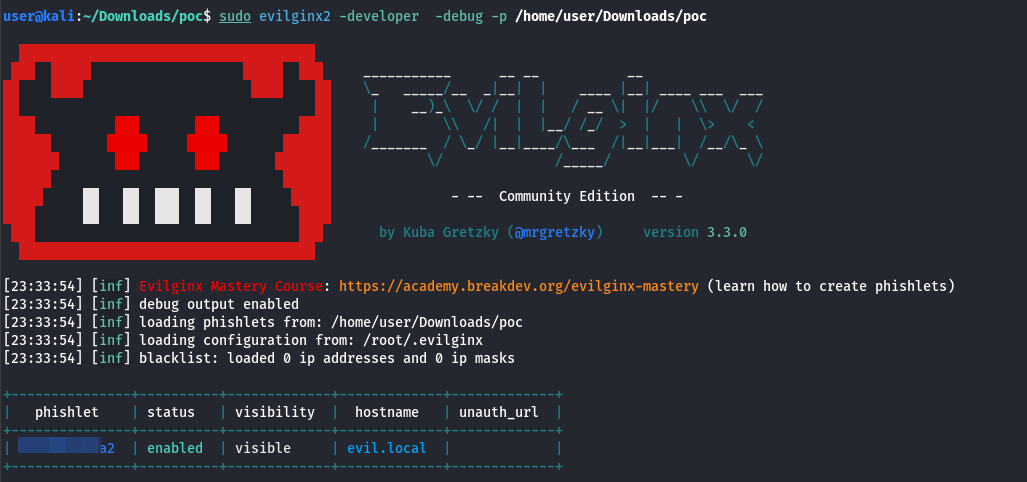 user@kali:~/Downloads/poc$ sudo evilginx2 -developer  -debug -p /home/user/Downloads/poc
Evilginx
- --  Community Edition  -- -
by Kuba Gretzky (@mrgretzky)     version 3.3.0
[23:33:54] [inf] Evilginx Mastery Course: https://academy.breakdev.org/evilginx-mastery (learn how to create phishlets)
[23:33:54] [inf] debug output enabled
[23:33:54] [inf] loading phishlets from: /home/user/Downloads/poc
[23:33:54] [inf] loading configuration from: /root/.evilginx
[23:33:54] [inf] blacklist: loaded 0 ip addresses and 0 ip masks
+---------------+----------+-------------+-------------+-------------+
|   phishlet    |  status  | visibility  |  hostname   | unauth_url  |
+---------------+----------+-------------+-------------+-------------+
| a2  | enabled  | visible     | evil.local  |             |
+---------------+----------+-------------+-------------+-------------+